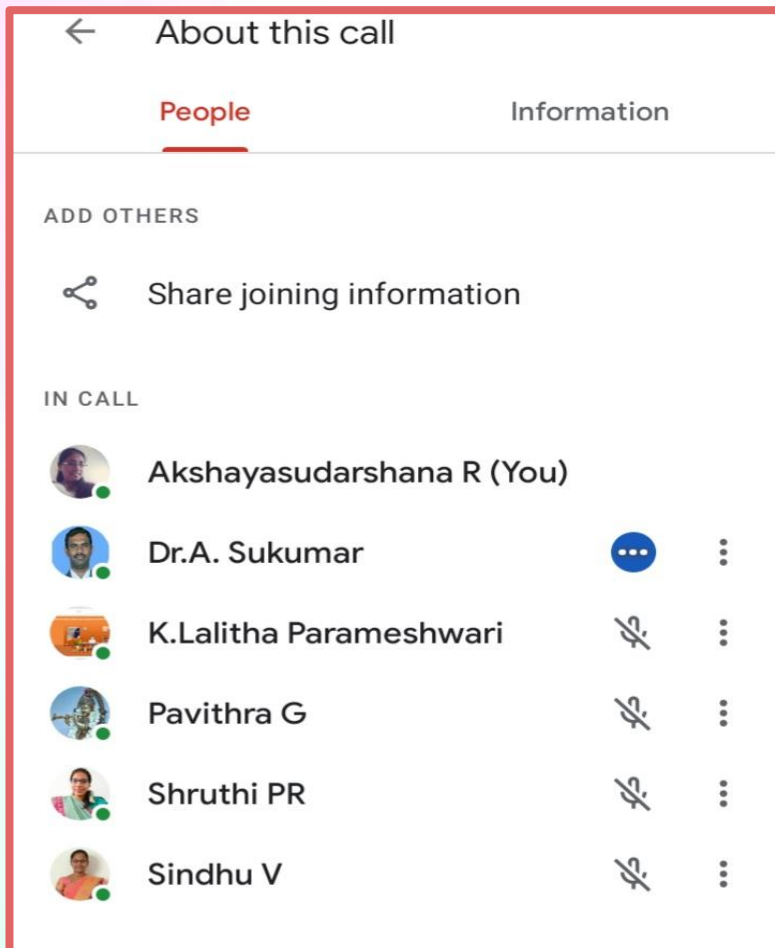 About this call
People Information
ADD OTHERS
Share joining information
IN CALL
Akshayasudarshana R (You)
Dr.A. Sukumar
K.Lalitha Parameshwari
Pavithra G
Shruthi PR
Sindhu V